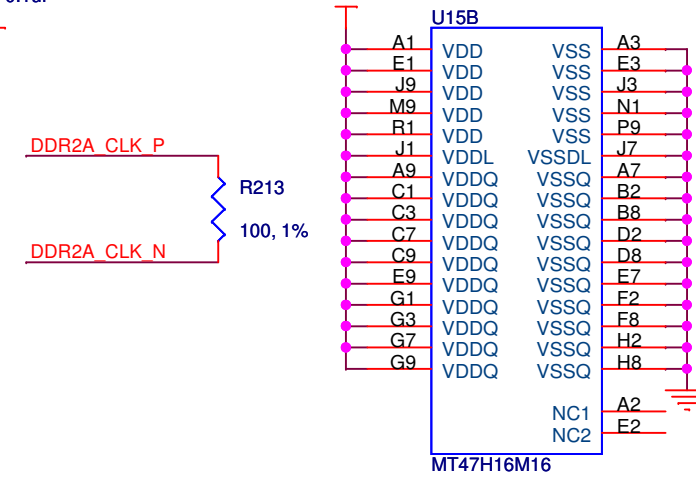 U15B
A1 VDD VSS A3
E1 VDD VSS E3
J9 VDD VSS J3
M9 VDD VSS N1
R1 VDD VSS P9
J1 VDDL VSSDL J7
A9 VDDQ VSSQ A7
C1 VDDQ VSSQ B2
C3 VDDQ VSSQ B8
C7 VDDQ VSSQ D2
C9 VDDQ VSSQ D8
E9 VDDQ VSSQ E7
G1 VDDQ VSSQ F2
G3 VDDQ VSSQ F8
G7 VDDQ VSSQ H2
G9 VDDQ VSSQ H8
NC1 A2
NC2 E2
MT47H16M16
DDR2A_CLK_P
R213
100, 1%
DDR2A_CLK_N